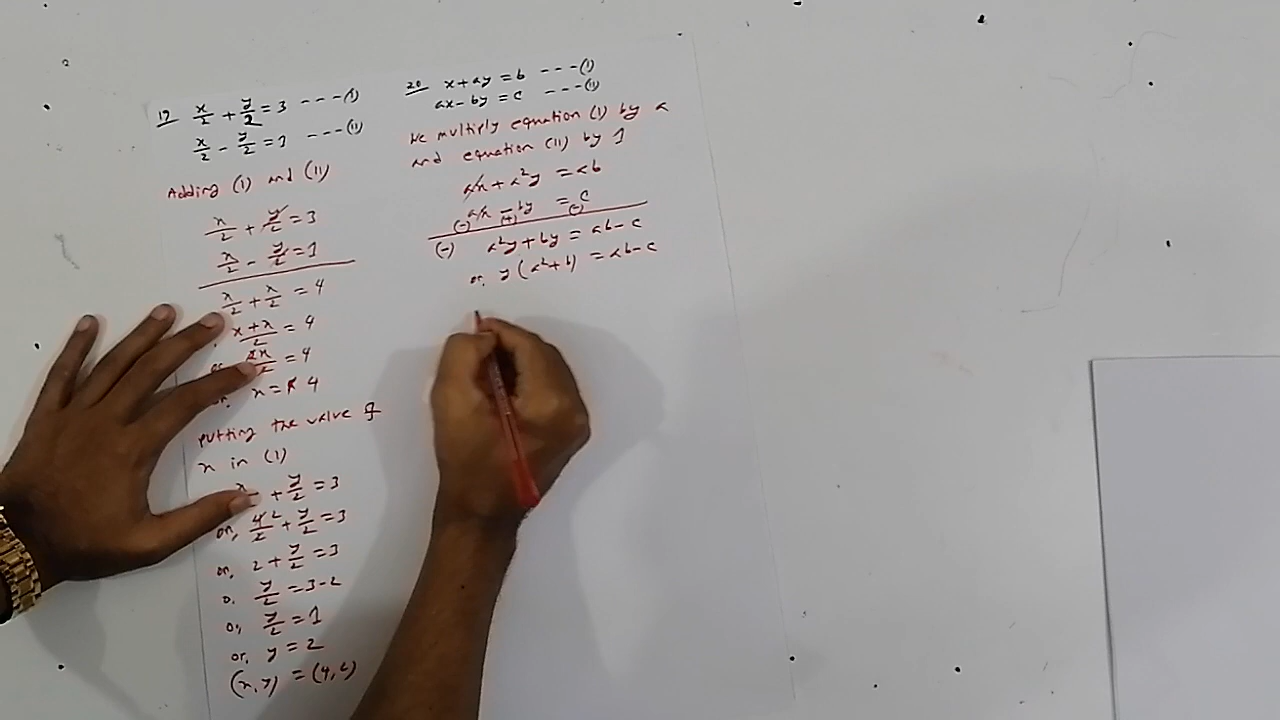 19 x/2 + y/2 = 3 ---(I)
x/2 - y/2 = 1 ---(II)
Adding (I) and (II)
x/2 + y/2 = 3
x/2 - y/2 = 1
x/2 + x/2 = 4
x+x/2 = 4
2x/2 = 4
x = 4
putting the value of
x in (I)
+ y/2 = 3
or, 4/2 + y/2 = 3
or, 2 + y/2 = 3
o, y/2 = 3-2
o, y/2 = 1
or, y = 2
(x, y) = (4, 2)
20 x + ay = b ---(I)
ax - by = c ---(II)
We multiply equation (I) by a
and equation (II) by 1
ax + a²y = ab
ax - by = c
(-) (+) (-)
(-) a²y + by = ab - c
or, y (a² + b) = ab - c